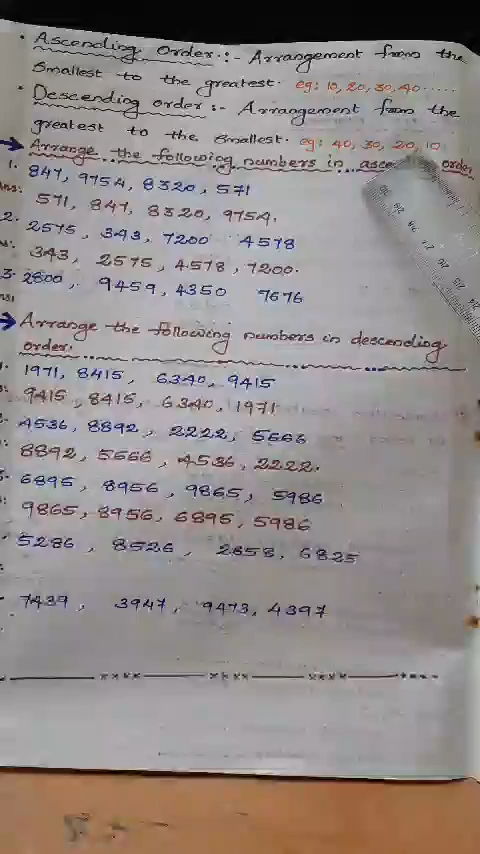 • Ascending Order :- Arrangement from the
smallest to the greatest. eg: 10, 20, 30, 40.....
• Descending order :- Arrangement from the
greatest to the smallest. eg: 40, 30, 20, 10
→ Arrange the following numbers in asce order
1. 847, 9754, 8320, 571
Ans: 571, 847, 8320, 9754.
2. 2575, 343, 7200 4578
343, 2575, 4578, 7200.
3. 2800, 9459, 4350 7676
→ Arrange the following numbers in descending
order.
1971, 8415, 6340, 9415
9415, 8415, 6340, 1971
4536, 8892, 2222, 5666
8892, 5666, 4536, 2222.
6895, 8956, 9865, 5986
9865, 8956, 6895, 5986
5286, 8526, 2858, 6825
7439, 3947, 9473, 4397